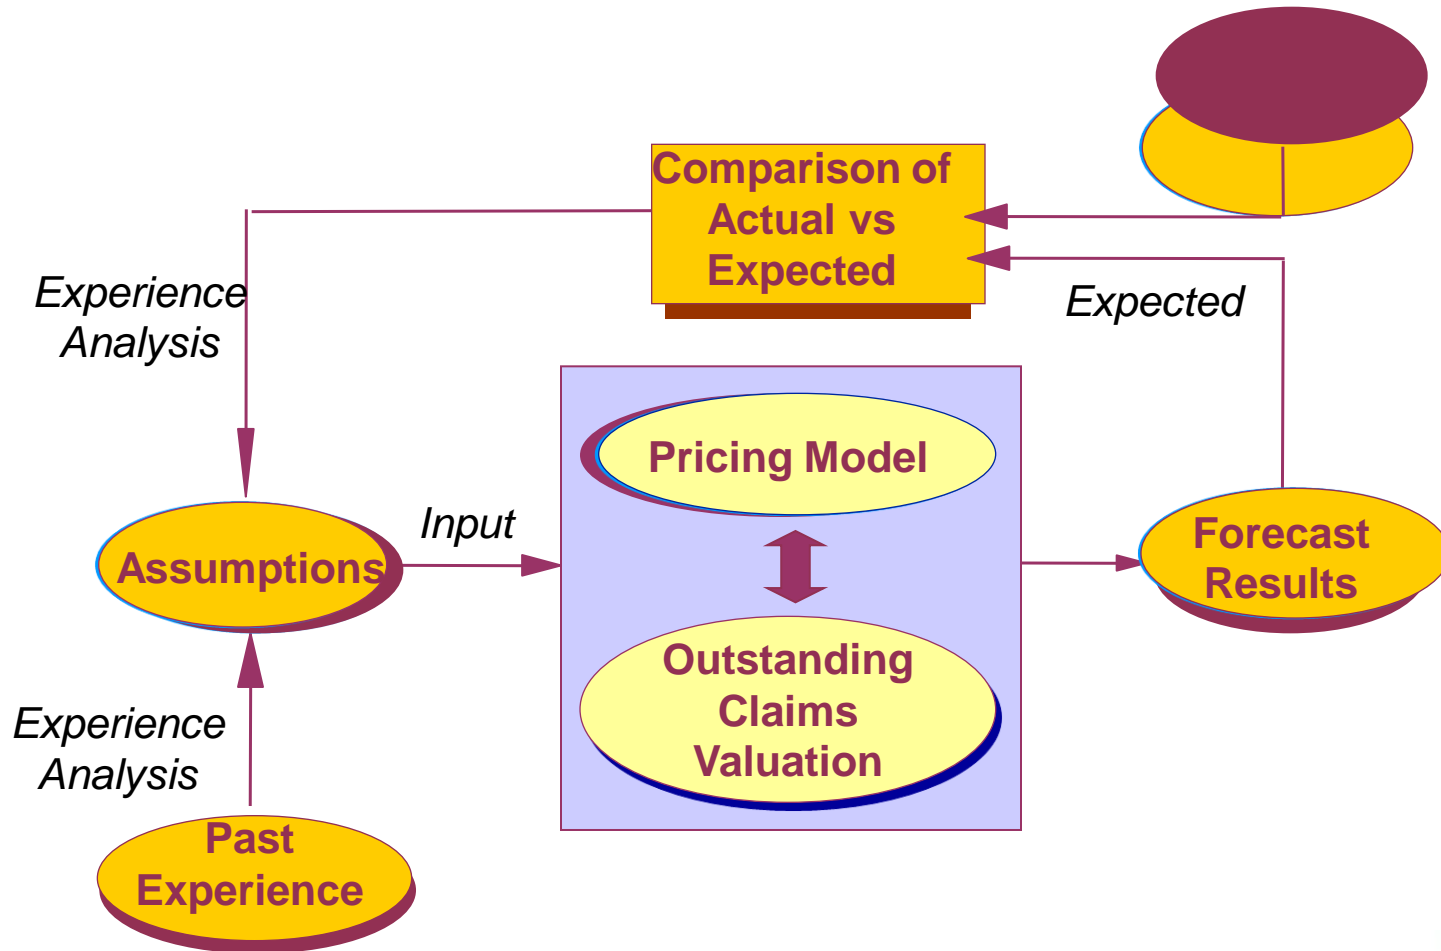 Comparison of
Actual vs
Expected
Experience
Analysis
Expected
Pricing Model
Input
Assumptions
Forecast
Results
Outstanding
Claims
Valuation
Experience
Analysis
Past
Experience